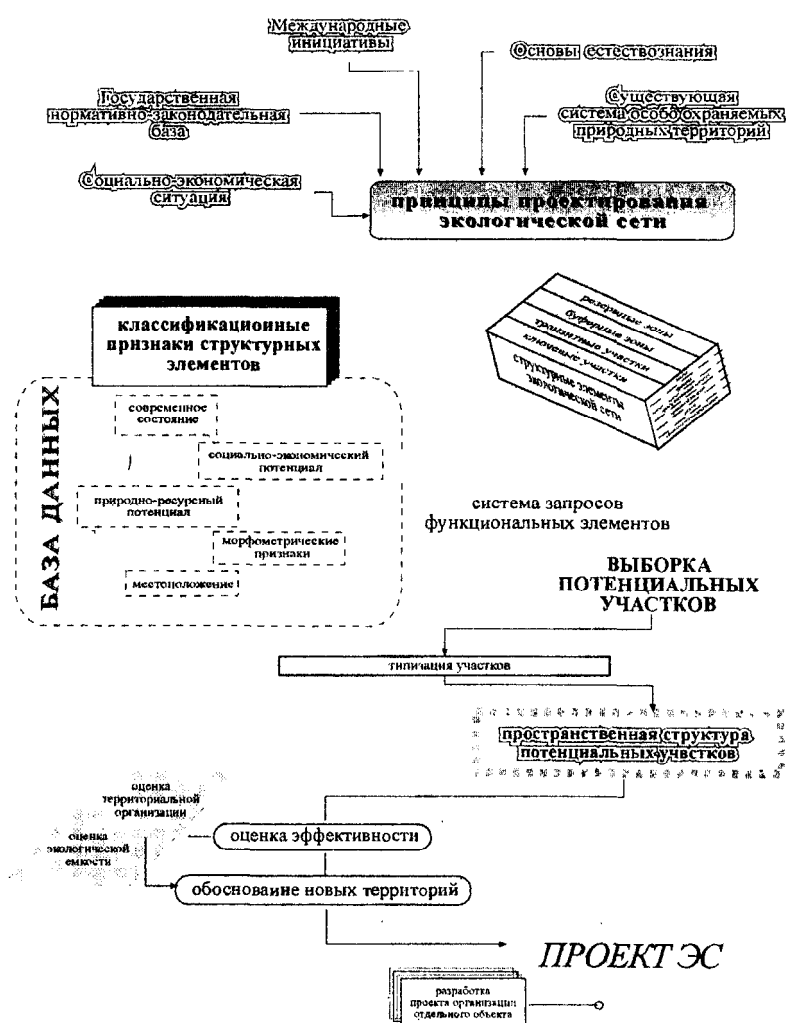 Международные
инициативы
Основы естествознания
Государственная
нормативно-законодательная
база
Существующая
система особо охраняемых
природных территорий
Социально-экономическая
ситуация
принципы проектирования
экологической сети
классификационные
признаки структурных
элементов
резервные зоны
буферные зоны
транзитные участки
ключевые участки
структурные элементы
экологической сети
БАЗА ДАННЫХ
современное
состояние
социально-экономический
потенциал
природно-ресурсный
потенциал
морфометрические
признаки
местоположение
система запросов
функциональных элементов
ВЫБОРКА
ПОТЕНЦИАЛЬНЫХ
УЧАСТКОВ
типизация участков
пространственная структура
потенциальных участков
оценка
территориальной
организации
оценка
экологической
емкости
оценка эффективности
обоснование новых территорий
ПРОЕКТ ЭС
разработка
проекта организации
отдельного объекта